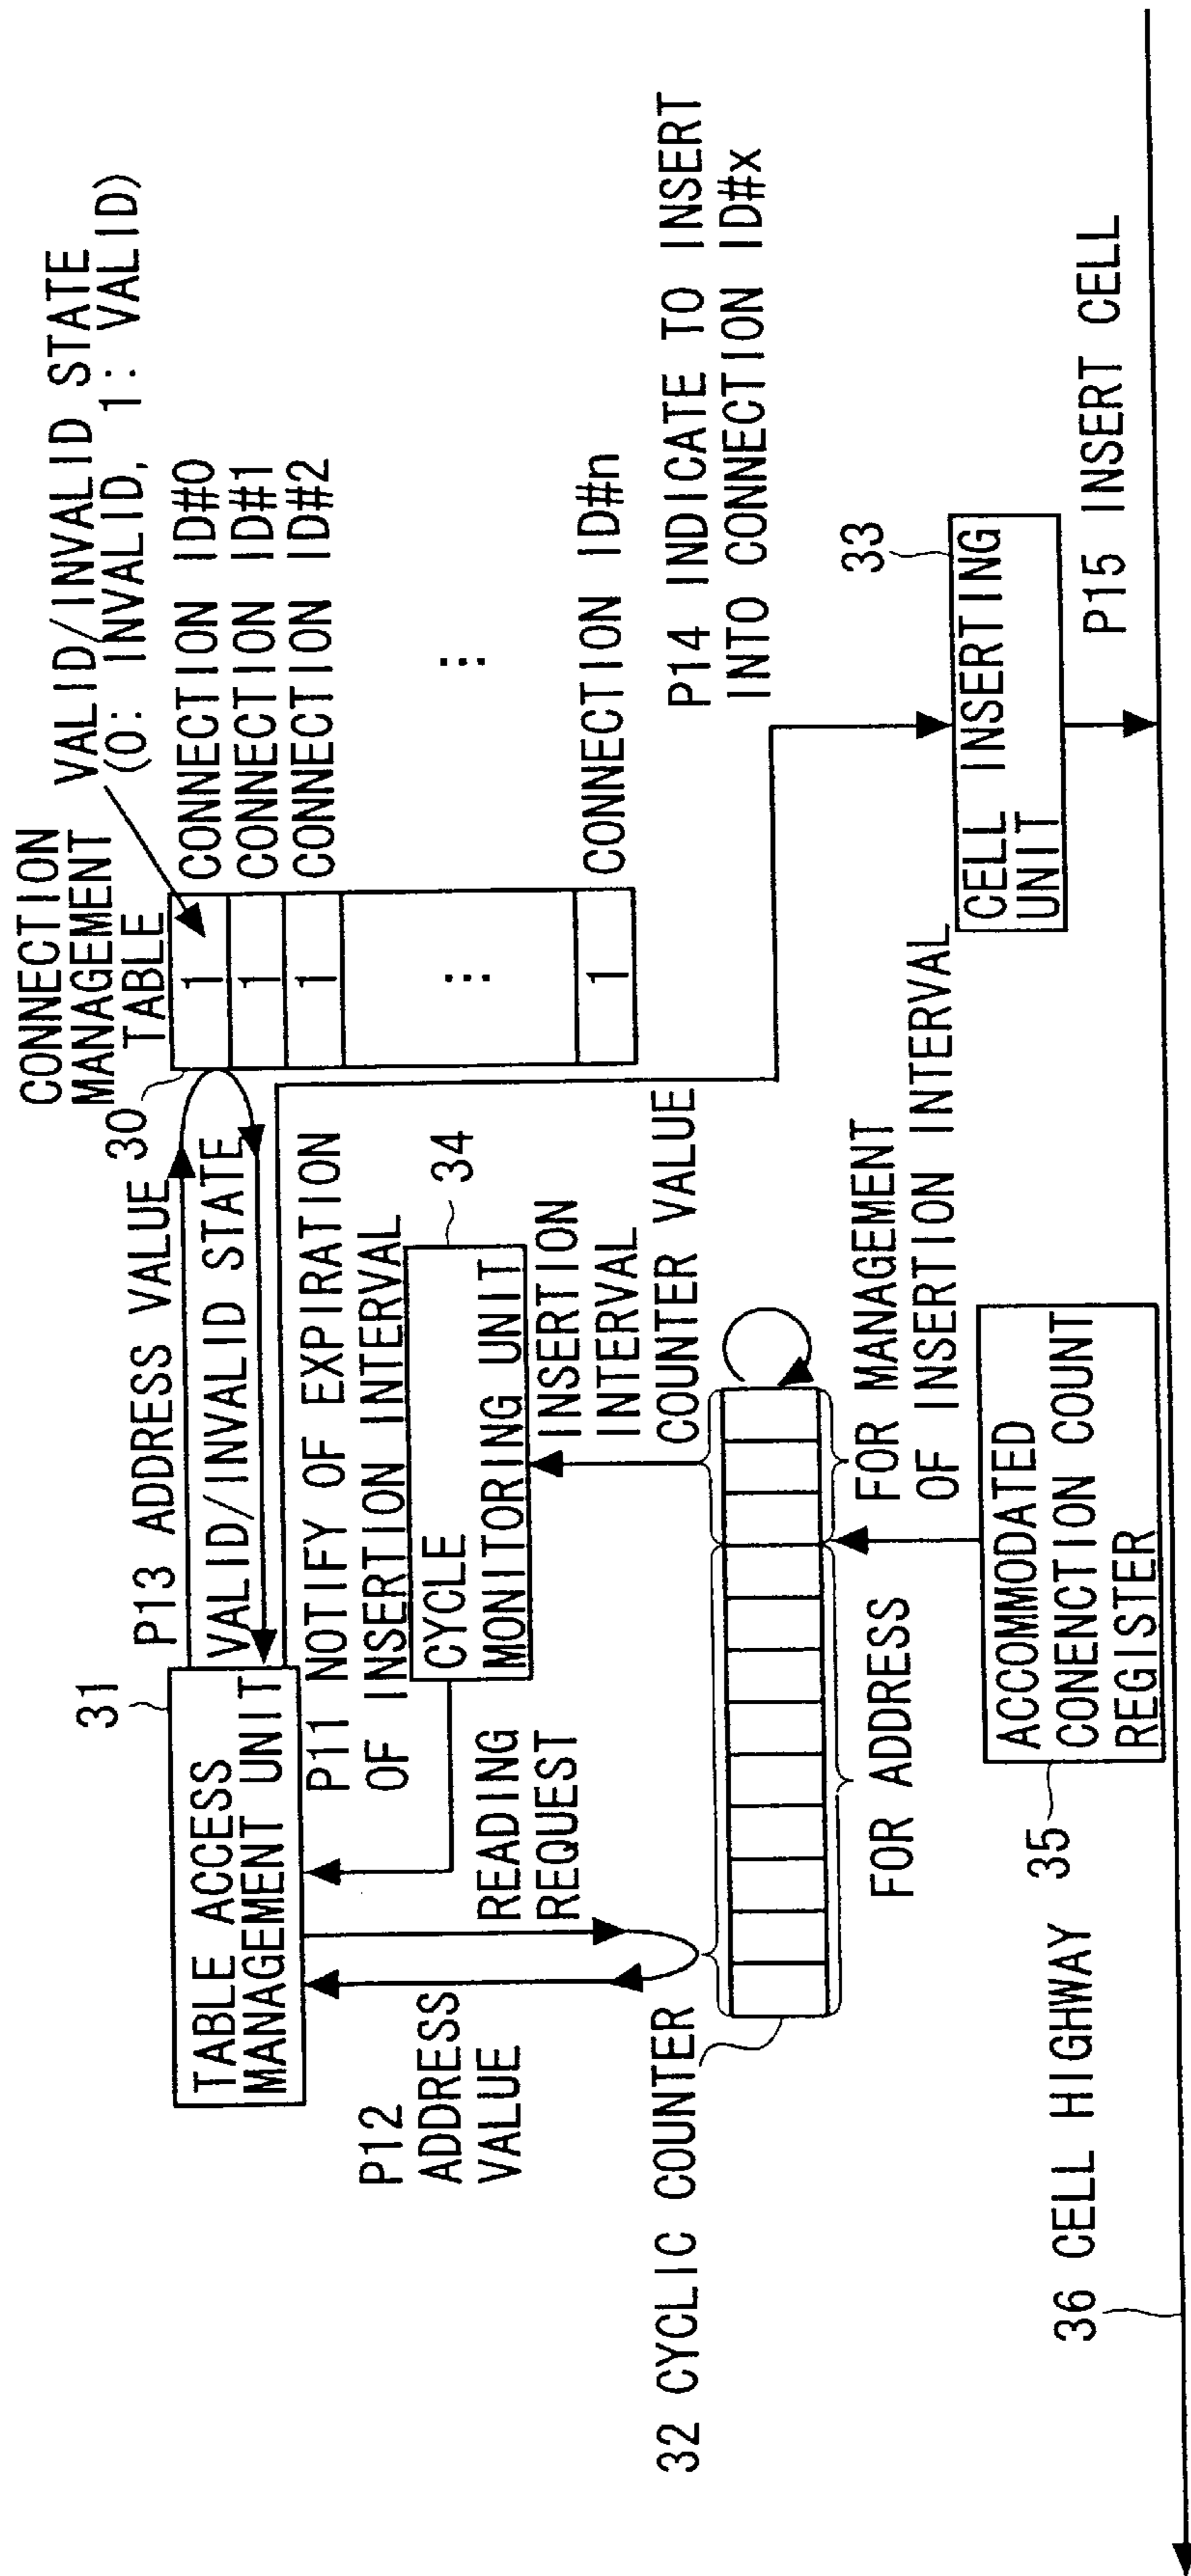 CONNECTION
MANAGEMENT
TABLE
30
VALID/INVALID STATE
(0: INVALID, 1: VALID)
1
CONNECTION ID#0
1
CONNECTION ID#1
1
CONNECTION ID#2
⋮
⋮
1
CONNECTION ID#n
31
TABLE ACCESS
MANAGEMENT UNIT
P13 ADDRESS VALUE
VALID/INVALID STATE
P11 NOTIFY OF EXPIRATION
OF INSERTION INTERVAL
34
CYCLE
MONITORING UNIT
READING
REQUEST
P12
ADDRESS
VALUE
INSERTION
INTERVAL
COUNTER VALUE
32 CYCLIC COUNTER
FOR ADDRESS
FOR MANAGEMENT
OF INSERTION INTERVAL
P14 INDICATE TO INSERT
INTO CONNECTION ID#x
33
CELL INSERTING
UNIT
P15 INSERT CELL
ACCOMMODATED
CONENCTION COUNT
REGISTER
35
36 CELL HIGHWAY